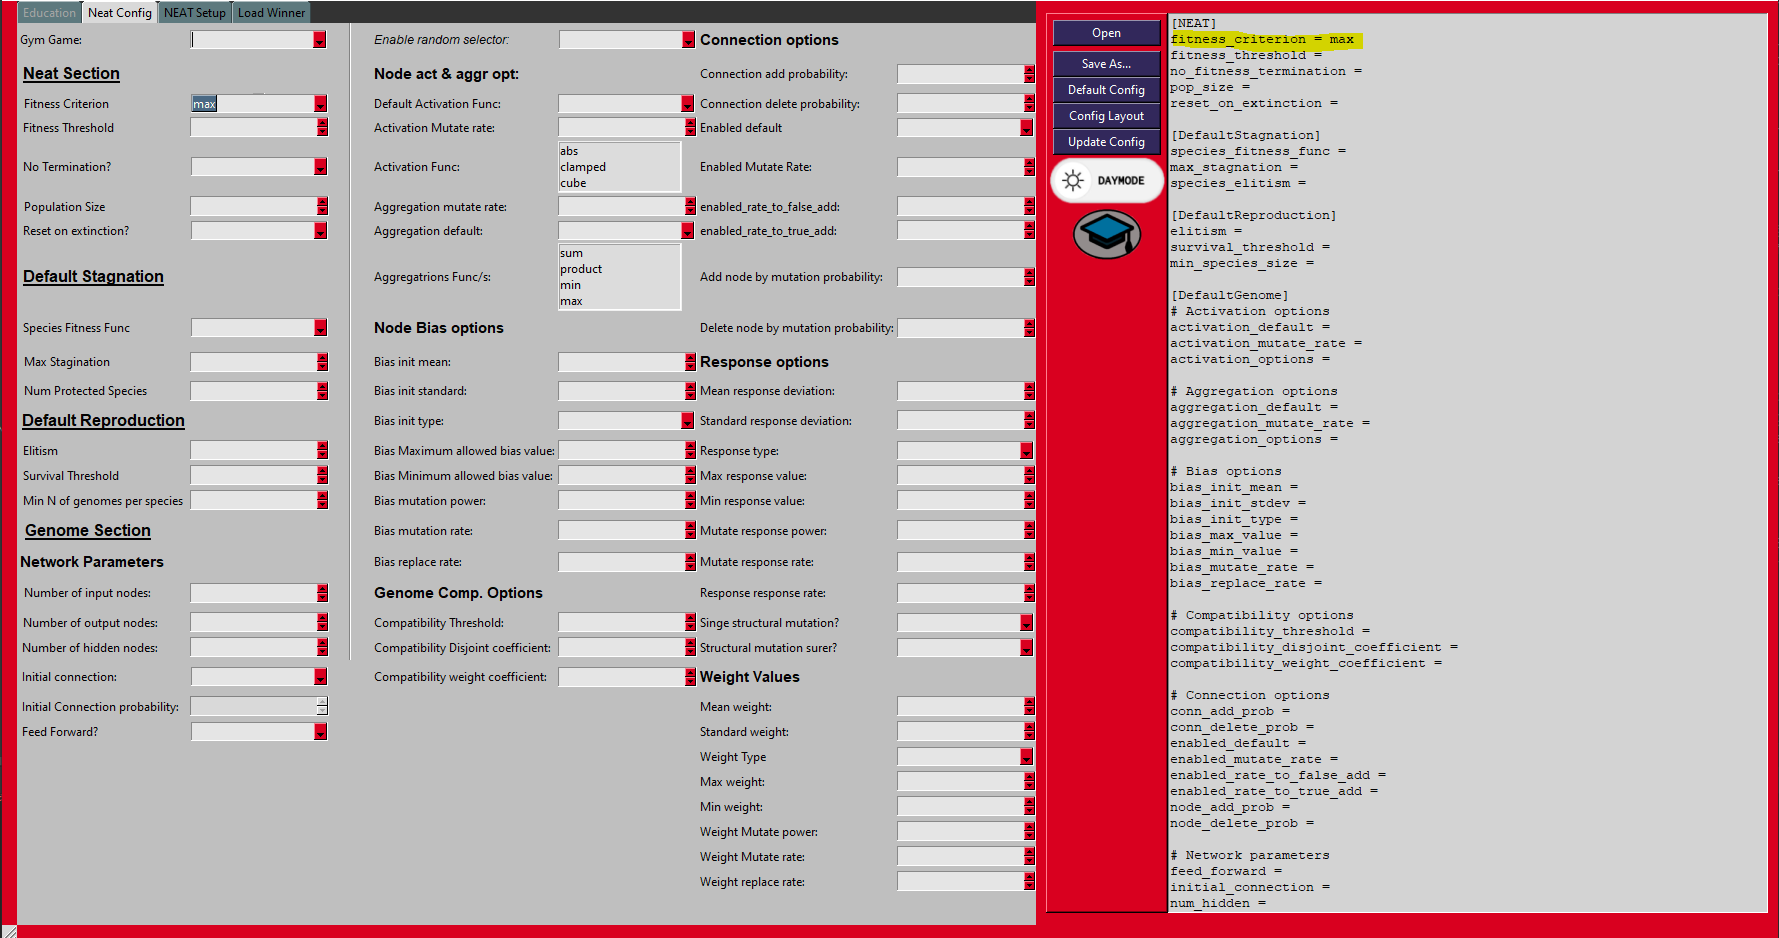 Education
Neat Config
NEAT Setup
Load Winner
Gym Game:
Neat Section
Fitness Criterion
max
Fitness Threshold
No Termination?
Population Size
Reset on extinction?
Default Stagnation
Species Fitness Func
Max Stagination
Num Protected Species
Default Reproduction
Elitism
Survival Threshold
Min N of genomes per species
Genome Section
Network Parameters
Number of input nodes:
Number of output nodes:
Number of hidden nodes:
Initial connection:
Initial Connection probability:
Feed Forward?
Enable random selector:
Node act & aggr opt:
Default Activation Func:
Activation Mutate rate:
Activation Func:
abs
clamped
cube
Aggregation mutate rate:
Aggregation default:
Aggregatrions Func/s:
sum
product
min
max
Node Bias options
Bias init mean:
Bias init standard:
Bias init type:
Bias Maximum allowed bias value:
Bias Minimum allowed bias value:
Bias mutation power:
Bias mutation rate:
Bias replace rate:
Genome Comp. Options
Compatibility Threshold:
Compatibility Disjoint coefficient:
Compatibility weight coefficient:
Connection options
Connection add probability:
Connection delete probability:
Enabled default
Enabled Mutate Rate:
enabled_rate_to_false_add:
enabled_rate_to_true_add:
Add node by mutation probability:
Delete node by mutation probability:
Response options
Mean response deviation:
Standard response deviation:
Response type:
Max response value:
Min response value:
Mutate response power:
Mutate response rate:
Response response rate:
Singe structural mutation?
Structural mutation surer?
Weight Values
Mean weight:
Standard weight:
Weight Type
Max weight:
Min weight:
Weight Mutate power:
Weight Mutate rate:
Weight replace rate:
Open
Save As...
Default Config
Config Layout
Update Config
DAYMODE
[NEAT]
fitness_criterion = max
fitness_threshold =
no_fitness_termination =
pop_size =
reset_on_extinction =
[DefaultStagnation]
species_fitness_func =
max_stagnation =
species_elitism =
[DefaultReproduction]
elitism =
survival_threshold =
min_species_size =
[DefaultGenome]
# Activation options
activation_default =
activation_mutate_rate =
activation_options =
# Aggregation options
aggregation_default =
aggregation_mutate_rate =
aggregation_options =
# Bias options
bias_init_mean =
bias_init_stdev =
bias_init_type =
bias_max_value =
bias_min_value =
bias_mutate_rate =
bias_replace_rate =
# Compatibility options
compatibility_threshold =
compatibility_disjoint_coefficient =
compatibility_weight_coefficient =
# Connection options
conn_add_prob =
conn_delete_prob =
enabled_default =
enabled_mutate_rate =
enabled_rate_to_false_add =
enabled_rate_to_true_add =
node_add_prob =
node_delete_prob =
# Network parameters
feed_forward =
initial_connection =
num_hidden =